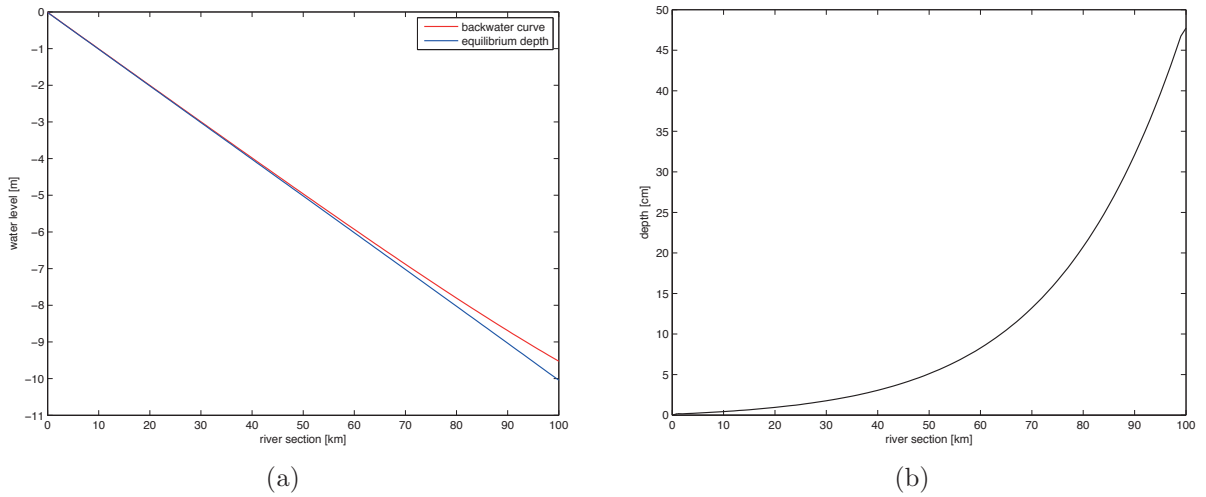 0
−1
−2
−3
−4
−5
−6
−7
−8
−9
−10
−11
water level [m]
backwater curve
equilibrium depth
0 10 20 30 40 50 60 70 80 90 100
river section [km]
(a)
50
45
40
35
30
25
20
15
10
5
0
depth [cm]
0 10 20 30 40 50 60 70 80 90 100
river section [km]
(b)